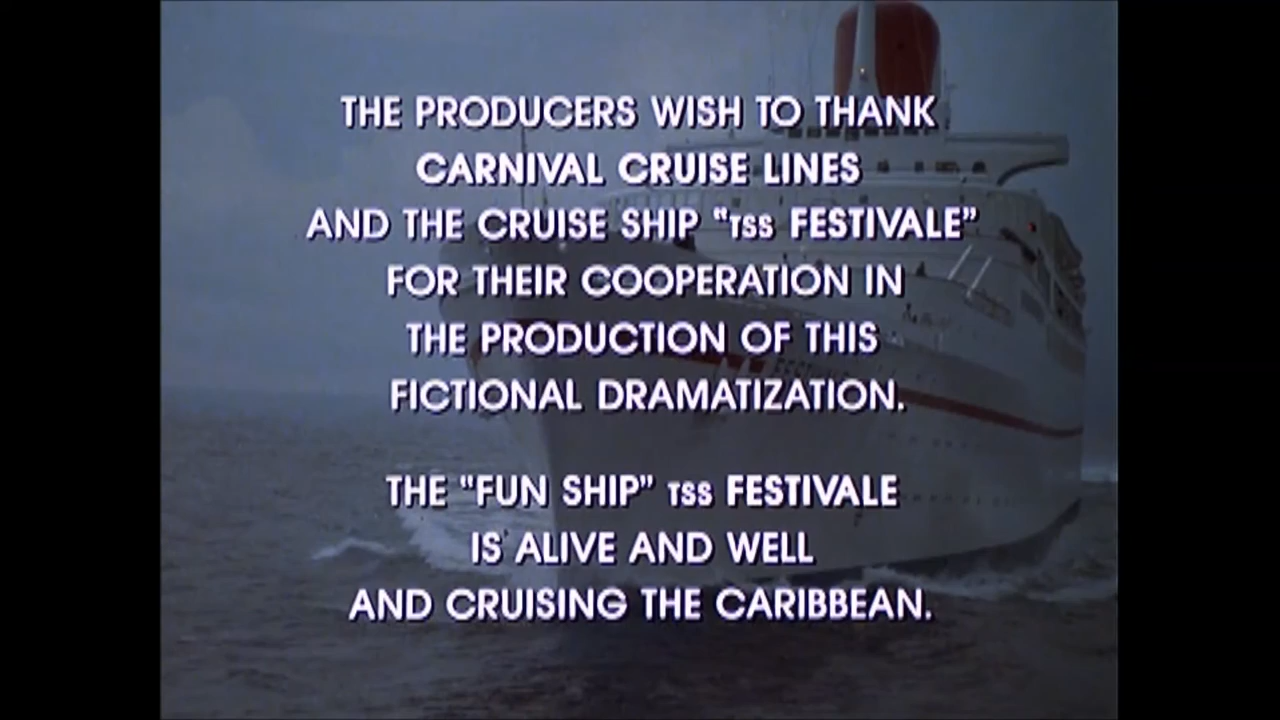 THE PRODUCERS WISH TO THANK
CARNIVAL CRUISE LINES
AND THE CRUISE SHIP “TSS FESTIVALE”
FOR THEIR COOPERATION IN
THE PRODUCTION OF THIS
FICTIONAL DRAMATIZATION.
THE “FUN SHIP” TSS FESTIVALE
IS ALIVE AND WELL
AND CRUISING THE CARIBBEAN.